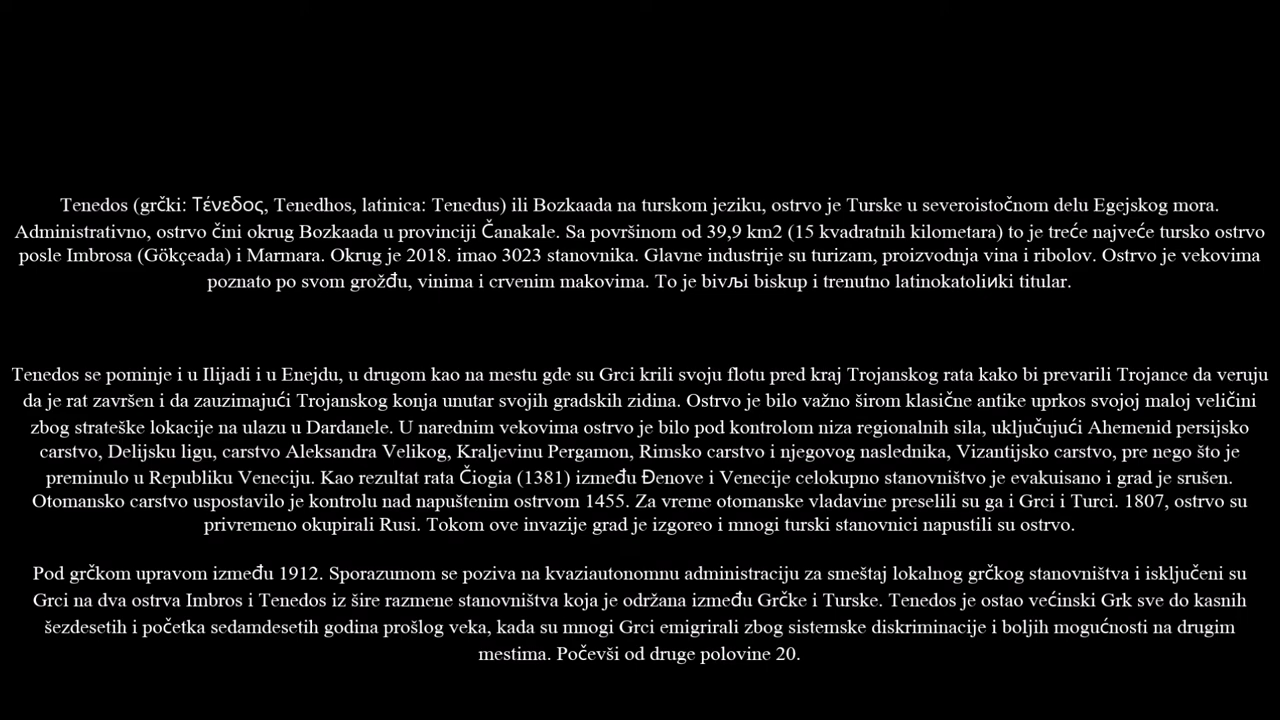 Tenedos (grčki: Τένεδος, Tenedhos, latinica: Tenedus) ili Bozkaada na turskom jeziku, ostrvo je Turske u severoistočnom delu Egejskog mora.
Administrativno, ostrvo čini okrug Bozkaada u provinciji Čanakale. Sa površinom od 39,9 km2 (15 kvadratnih kilometara) to je treće najveće tursko ostrvo
posle Imbrosa (Gökçeada) i Marmara. Okrug je 2018. imao 3023 stanovnika. Glavne industrije su turizam, proizvodnja vina i ribolov. Ostrvo je vekovima
poznato po svom grožđu, vinima i crvenim makovima. To je bivљi biskup i trenutno latinokatoliиki titular.
Tenedos se pominje i u Ilijadi i u Enejdu, u drugom kao na mestu gde su Grci krili svoju flotu pred kraj Trojanskog rata kako bi prevarili Trojance da veruju
da je rat završen i da zauzimajući Trojanskog konja unutar svojih gradskih zidina. Ostrvo je bilo važno širom klasične antike uprkos svojoj maloj veličini
zbog strateške lokacije na ulazu u Dardanele. U narednim vekovima ostrvo je bilo pod kontrolom niza regionalnih sila, uključujući Ahemenid persijsko
carstvo, Delijsku ligu, carstvo Aleksandra Velikog, Kraljevinu Pergamon, Rimsko carstvo i njegovog naslednika, Vizantijsko carstvo, pre nego što je
preminulo u Republiku Veneciju. Kao rezultat rata Čiogia (1381) između Đenove i Venecije celokupno stanovništvo je evakuisano i grad je srušen.
Otomansko carstvo uspostavilo je kontrolu nad napuštenim ostrvom 1455. Za vreme otomanske vladavine preselili su ga i Grci i Turci. 1807, ostrvo su
privremeno okupirali Rusi. Tokom ove invazije grad je izgoreo i mnogi turski stanovnici napustili su ostrvo.
Pod grčkom upravom između 1912. Sporazumom se poziva na kvaziautonomnu administraciju za smeštaj lokalnog grčkog stanovništva i isključeni su
Grci na dva ostrva Imbros i Tenedos iz šire razmene stanovništva koja je održana između Grčke i Turske. Tenedos je ostao većinski Grk sve do kasnih
šezdesetih i početka sedamdesetih godina prošlog veka, kada su mnogi Grci emigrirali zbog sistemske diskriminacije i boljih mogućnosti na drugim
mestima. Počevši od druge polovine 20.